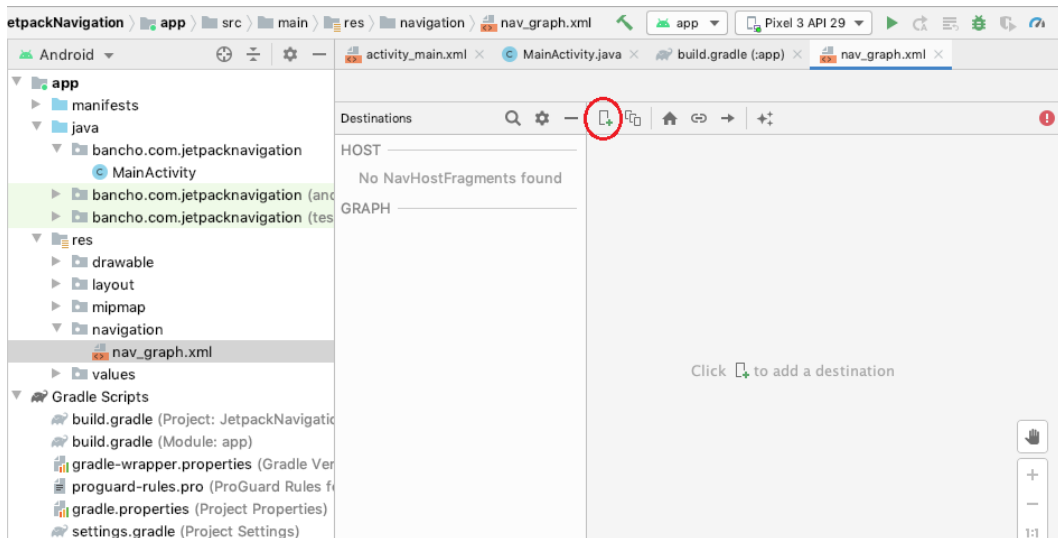 etpackNavigation app src main res navigation nav_graph.xml app Pixel 3 API 29
Android activity_main.xml MainActivity.java build.gradle (:app) nav_graph.xml
app
manifests
java
bancho.com.jetpacknavigation
MainActivity
bancho.com.jetpacknavigation (and
bancho.com.jetpacknavigation (tes
res
drawable
layout
mipmap
navigation
nav_graph.xml
values
Gradle Scripts
build.gradle (Project: JetpackNavigatio
build.gradle (Module: app)
gradle-wrapper.properties (Gradle Ver
proguard-rules.pro (ProGuard Rules fo
gradle.properties (Project Properties)
settings.gradle (Project Settings)
Destinations
HOST
No NavHostFragments found
GRAPH
Click to add a destination
1:1